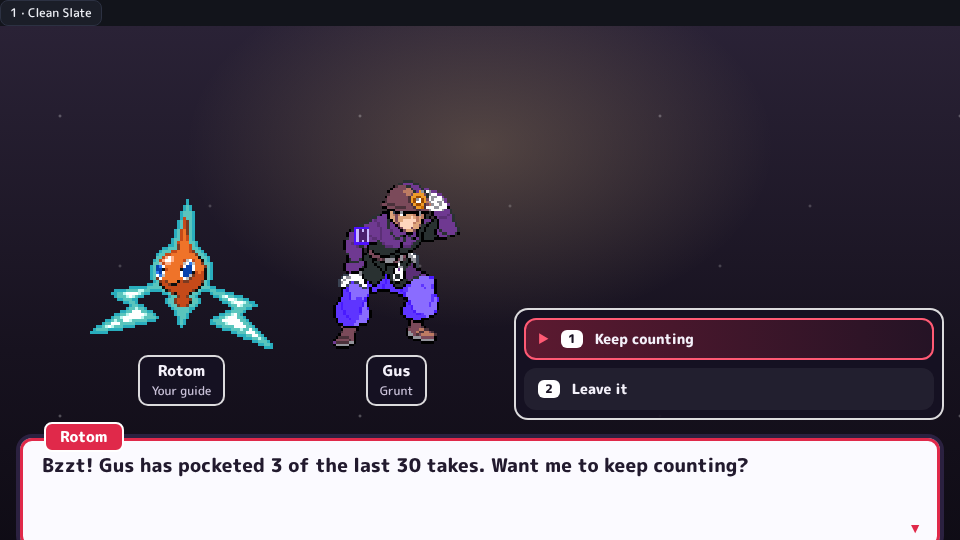 1 · Clean Slate
Rotom
Your guide
Gus
Grunt
1 Keep counting
2 Leave it
Rotom
Bzzt! Gus has pocketed 3 of the last 30 takes. Want me to keep counting?